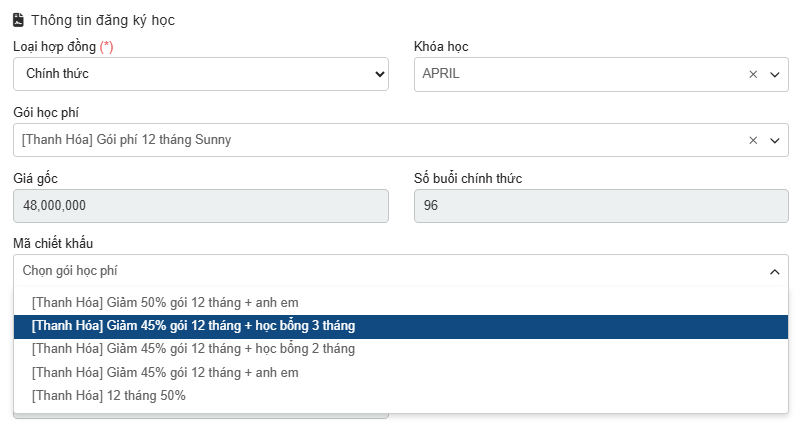 Thông tin đăng ký học
Loại hợp đồng (*)
Khóa học
Chính thức
APRIL
Gói học phí
[Thanh Hóa] Gói phí 12 tháng Sunny
Giá gốc
Số buổi chính thức
48,000,000
96
Mã chiết khấu
Chọn gói học phí
[Thanh Hóa] Giảm 50% gói 12 tháng + anh em
[Thanh Hóa] Giảm 45% gói 12 tháng + học bổng 3 tháng
[Thanh Hóa] Giảm 45% gói 12 tháng + học bổng 2 tháng
[Thanh Hóa] Giảm 45% gói 12 tháng + anh em
[Thanh Hóa] 12 tháng 50%